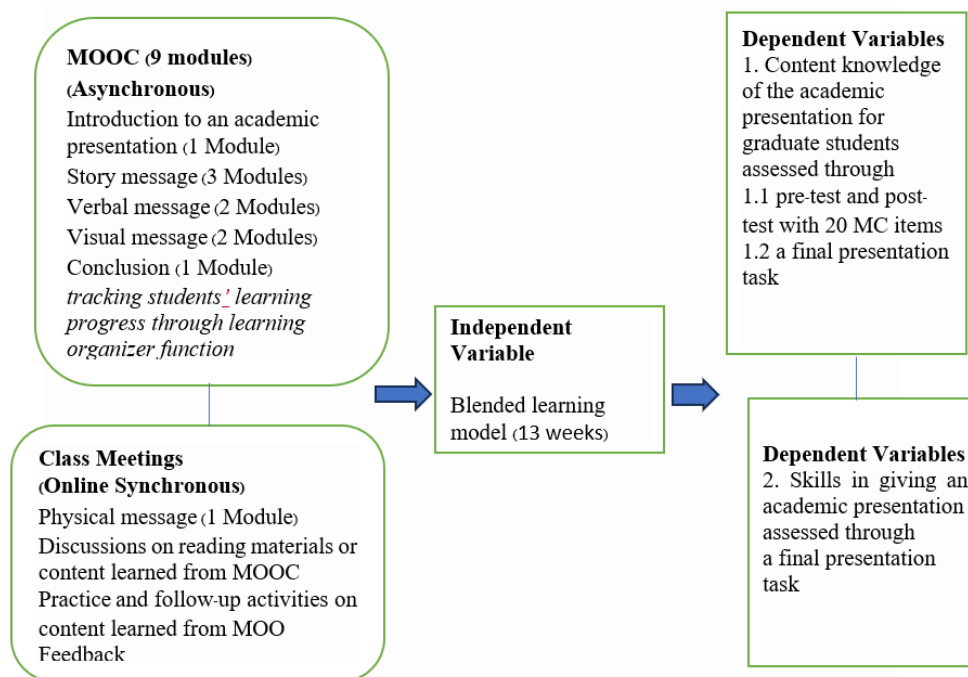 MOOC (9 modules)
(Asynchronous)
Introduction to an academic
presentation (1 Module)
Story message (3 Modules)
Verbal message (2 Modules)
Visual message (2 Modules)
Conclusion (1 Module)
tracking students’ learning
progress through learning
organizer function
Class Meetings
(Online Synchronous)
Physical message (1 Module)
Discussions on reading materials or
content learned from MOOC
Practice and follow-up activities on
content learned from MOO
Feedback
Independent
Variable
Blended learning
model (13 weeks)
Dependent Variables
1. Content knowledge
of the academic
presentation for
graduate students
assessed through
1.1 pre-test and post-
test with 20 MC items
1.2 a final presentation
task
Dependent Variables
2. Skills in giving an
academic presentation
assessed through
a final presentation
task